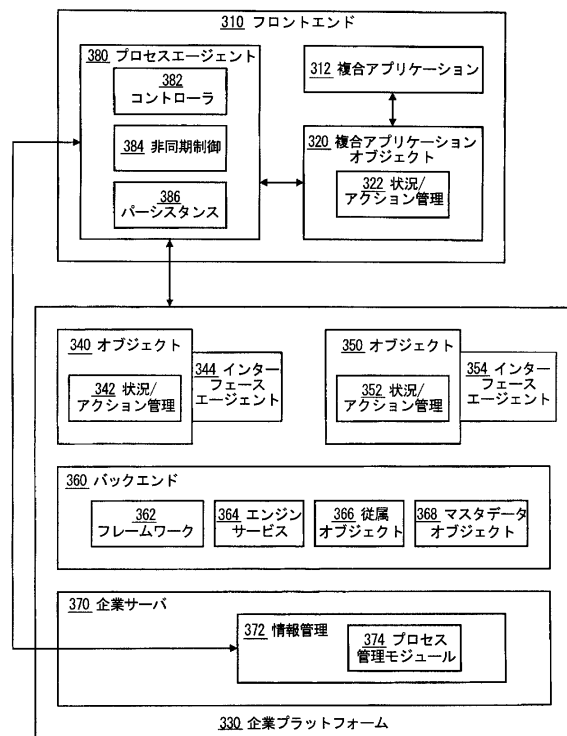 310 フロントエンド
380 プロセスエージェント
382
コントローラ
384 非同期制御
386
パーシスタンス
312 複合アプリケーション
320 複合アプリケーション
オブジェクト
322 状況/
アクション管理
340 オブジェクト
342 状況/
アクション管理
344 インター
フェース
エージェント
350 オブジェクト
352 状況/
アクション管理
354 インター
フェース
エージェント
360 バックエンド
362
フレームワーク
364 エンジン
サービス
366 従属
オブジェクト
368 マスタデータ
オブジェクト
370 企業サーバ
372 情報管理
374 プロセス
管理モジュール
330 企業プラットフォーム